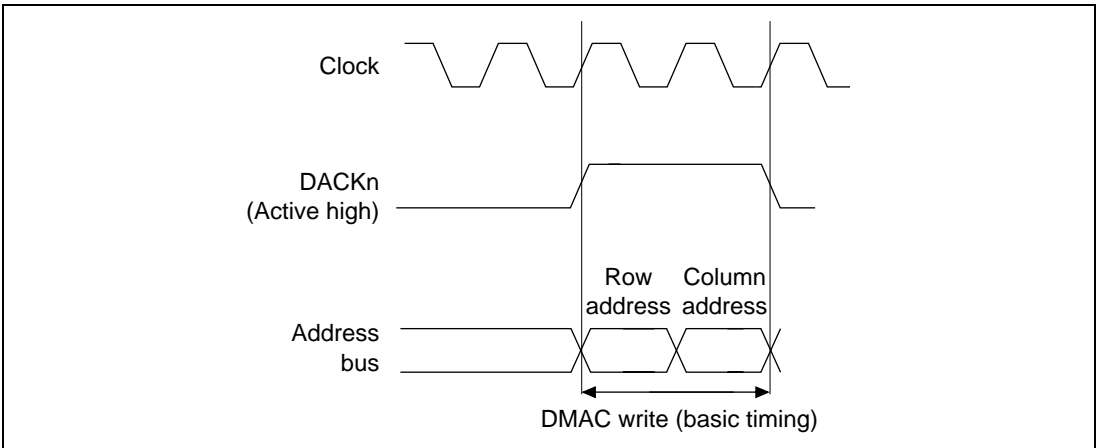 Clock
DACKn
(Active high)
Row
address
Column
address
Address
bus
DMAC write (basic timing)